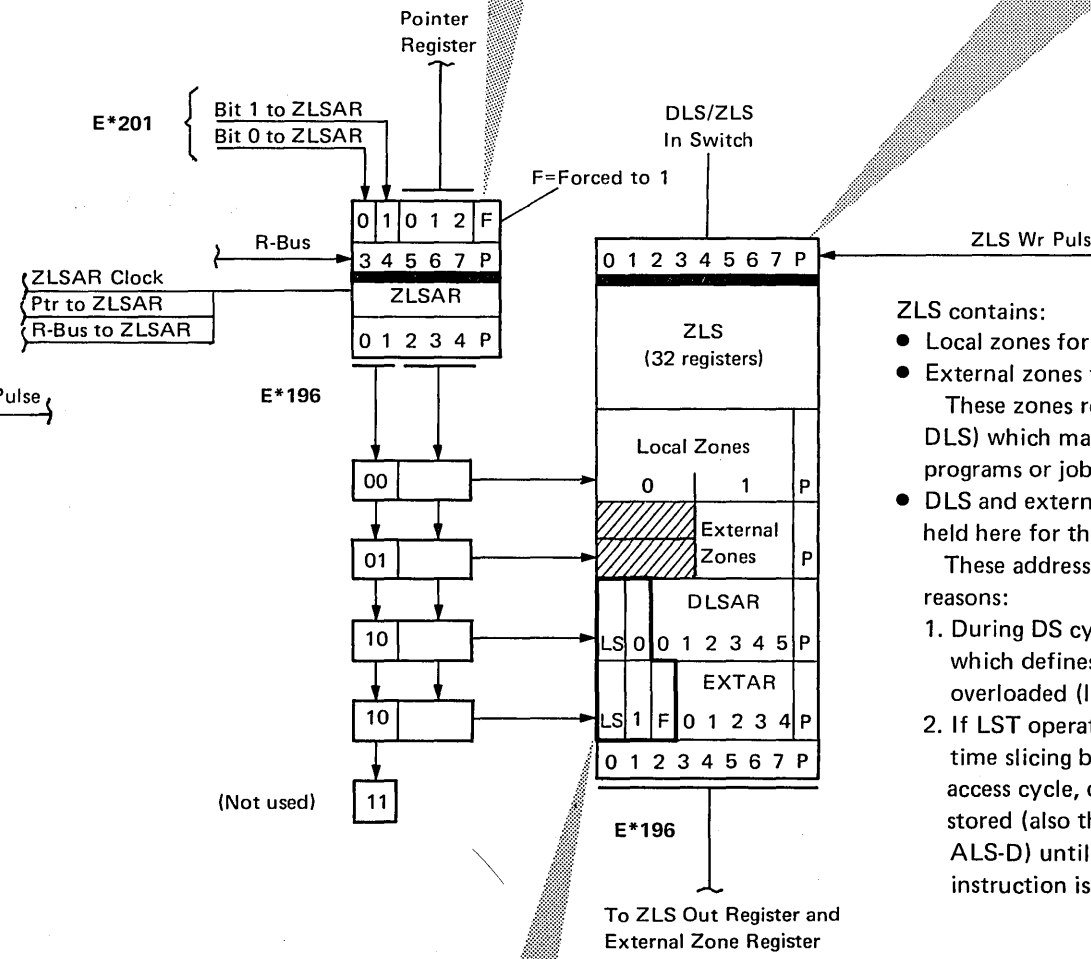 Pointer
Register
E*201
Bit 1 to ZLSAR
Bit 0 to ZLSAR
DLS/ZLS
In Switch
F=Forced to 1
0 1 0 1 2 F
R-Bus
3 4 5 6 7 P
ZLSAR Clock
Ptr to ZLSAR
R-Bus to ZLSAR
ZLSAR
0 1 2 3 4 P
E*196
Pulse
0 1 2 3 4 5 6 7 P
ZLS Wr Puls
ZLS
(32 registers)
Local Zones
0 1 P
00
External
Zones P
01
DLSAR
LS 0 0 1 2 3 4 5 P
10
EXTAR
LS 1 F 0 1 2 3 4 P
10
0 1 2 3 4 5 6 7 P
(Not used) 11
E*196
To ZLS Out Register and
External Zone Register
ZLS contains:
● Local zones for
● External zones
These zones r
DLS) which ma
programs or job
● DLS and extern
held here for th
These address
reasons:
1. During DS cy
which defines
overloaded (
2. If LST operat
time slicing b
access cycle,
stored (also th
ALS-D) until
instruction is